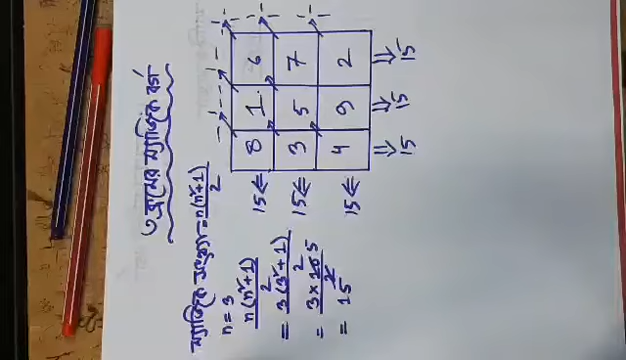 ৩ ক্রমের ম্যাজিক বর্গ
ম্যাজিক সংখ্যা = n(n²+1)/2
15 ⇐ 8 1 6
15 ⇐ 3 5 7
15 ⇐ 4 9 2
⇓ ⇓ ⇓
15 15 15
n = 3
n(n²+1)/2
= 3(3²+1)/2
= 3×10 5/2
= 15